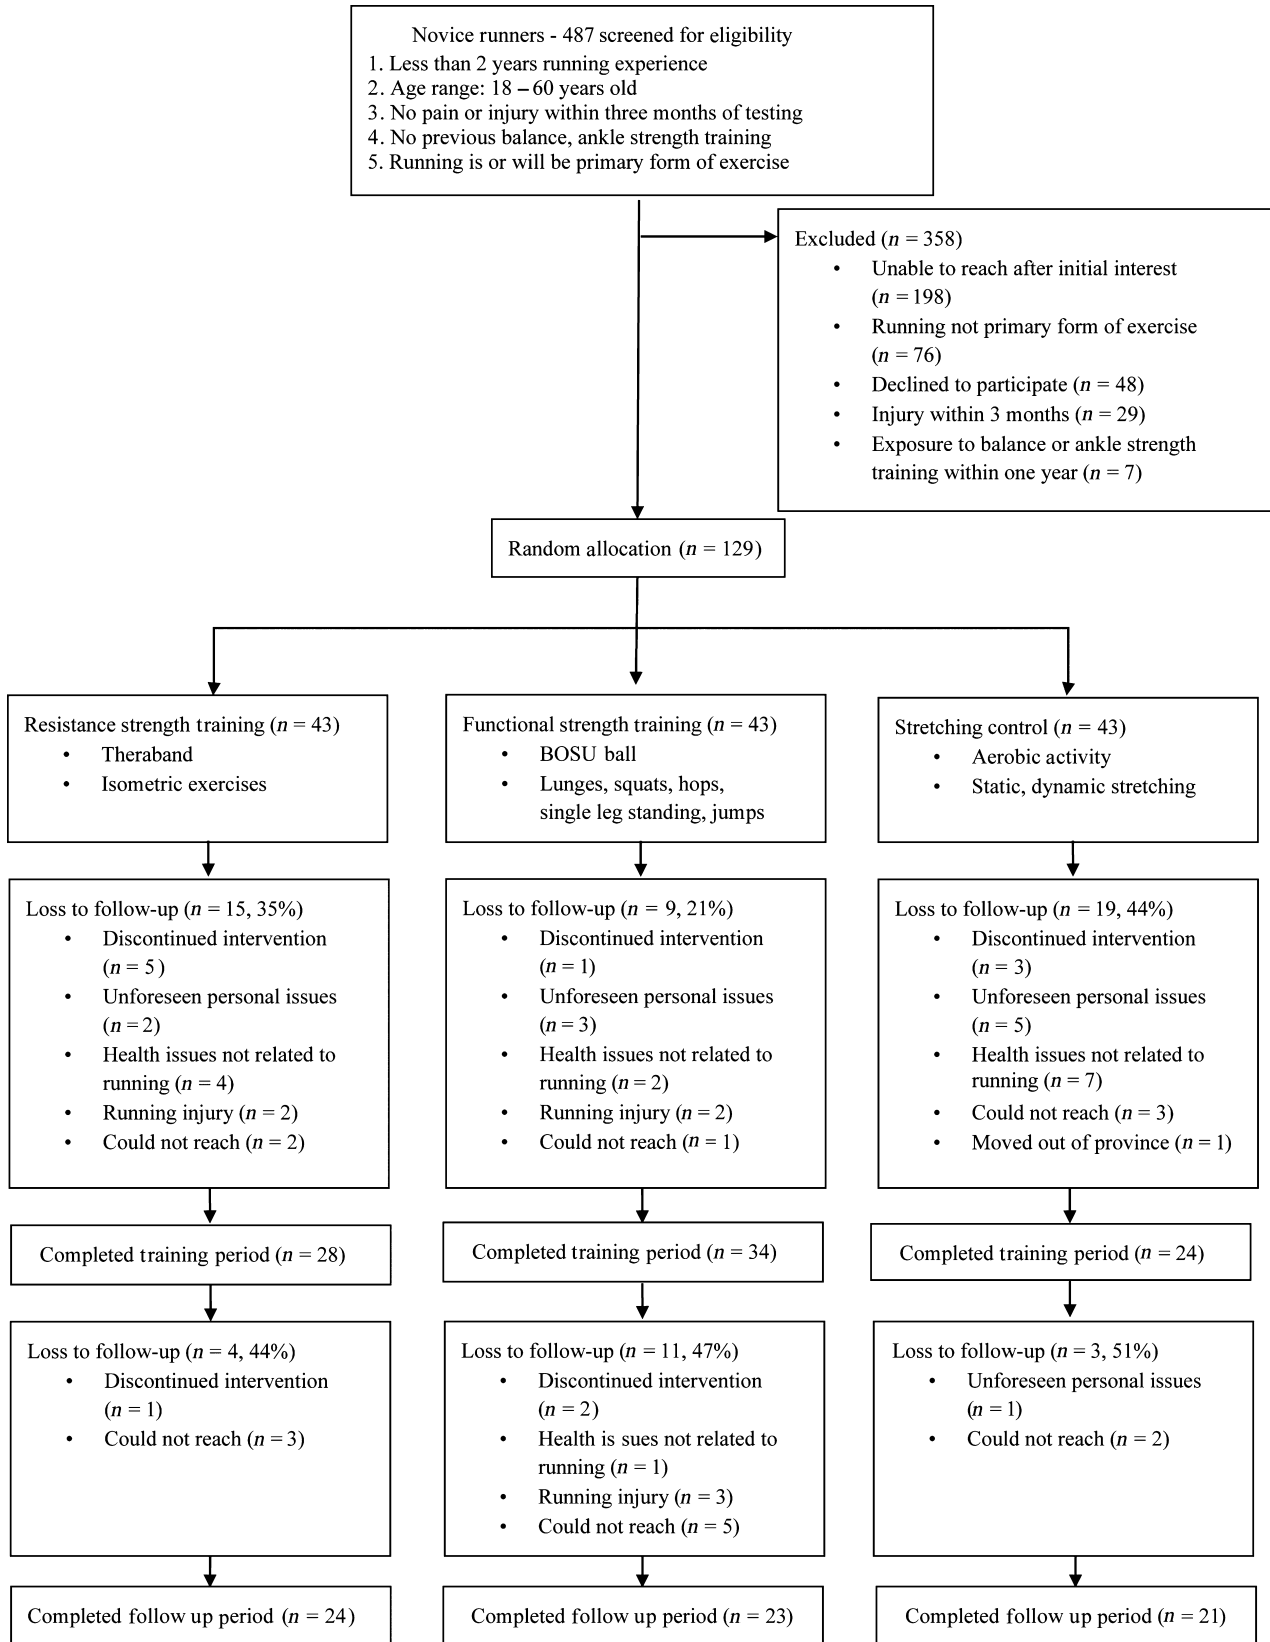 Novice runners - 487 screened for eligibility
1. Less than 2 years running experience
2. Age range: 18 – 60 years old
3. No pain or injury within three months of testing
4. No previous balance, ankle strength training
5. Running is or will be primary form of exercise
Excluded (n = 358)
• Unable to reach after initial interest
(n = 198)
• Running not primary form of exercise
(n = 76)
• Declined to participate (n = 48)
• Injury within 3 months (n = 29)
• Exposure to balance or ankle strength
training within one year (n = 7)
Random allocation (n = 129)
Resistance strength training (n = 43)
• Theraband
• Isometric exercises
Functional strength training (n = 43)
• BOSU ball
• Lunges, squats, hops,
single leg standing, jumps
Stretching control (n = 43)
• Aerobic activity
• Static, dynamic stretching
Loss to follow-up (n = 15, 35%)
• Discontinued intervention
(n = 5)
• Unforeseen personal issues
(n = 2)
• Health issues not related to
running (n = 4)
• Running injury (n = 2)
• Could not reach (n = 2)
Loss to follow-up (n = 9, 21%)
• Discontinued intervention
(n = 1)
• Unforeseen personal issues
(n = 3)
• Health issues not related to
running (n = 2)
• Running injury (n = 2)
• Could not reach (n = 1)
Loss to follow-up (n = 19, 44%)
• Discontinued intervention
(n = 3)
• Unforeseen personal issues
(n = 5)
• Health issues not related to
running (n = 7)
• Could not reach (n = 3)
• Moved out of province (n = 1)
Completed training period (n = 28)
Completed training period (n = 34)
Completed training period (n = 24)
Loss to follow-up (n = 4, 44%)
• Discontinued intervention
(n = 1)
• Could not reach (n = 3)
Loss to follow-up (n = 11, 47%)
• Discontinued intervention
(n = 2)
• Health is sues not related to
running (n = 1)
• Running injury (n = 3)
• Could not reach (n = 5)
Loss to follow-up (n = 3, 51%)
• Unforeseen personal issues
(n = 1)
• Could not reach (n = 2)
Completed follow up period (n = 24)
Completed follow up period (n = 23)
Completed follow up period (n = 21)